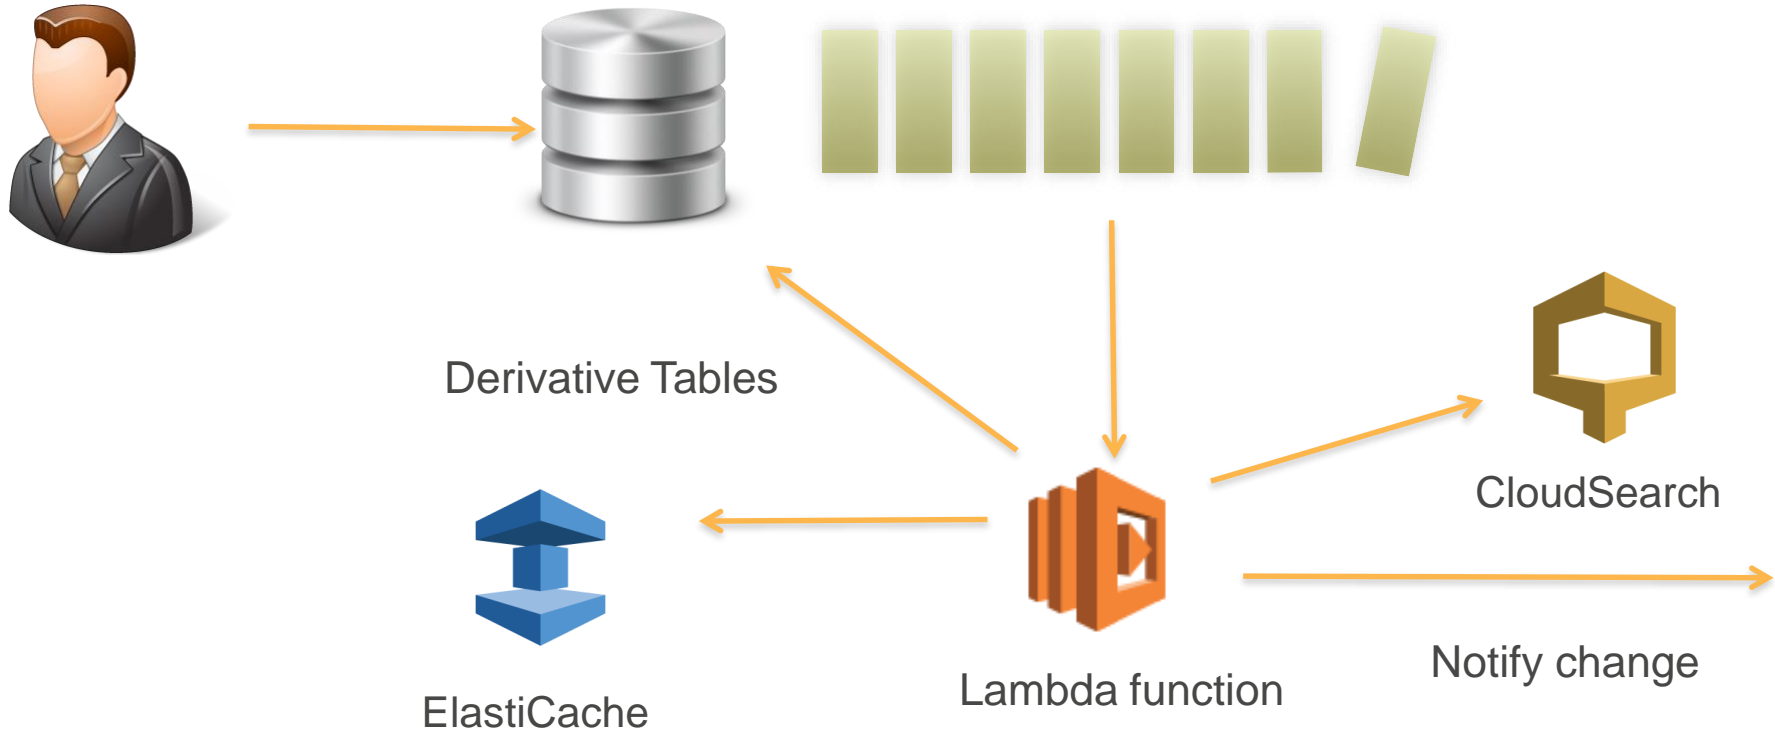 Derivative Tables
CloudSearch
Notify change
Lambda function
ElastiCache